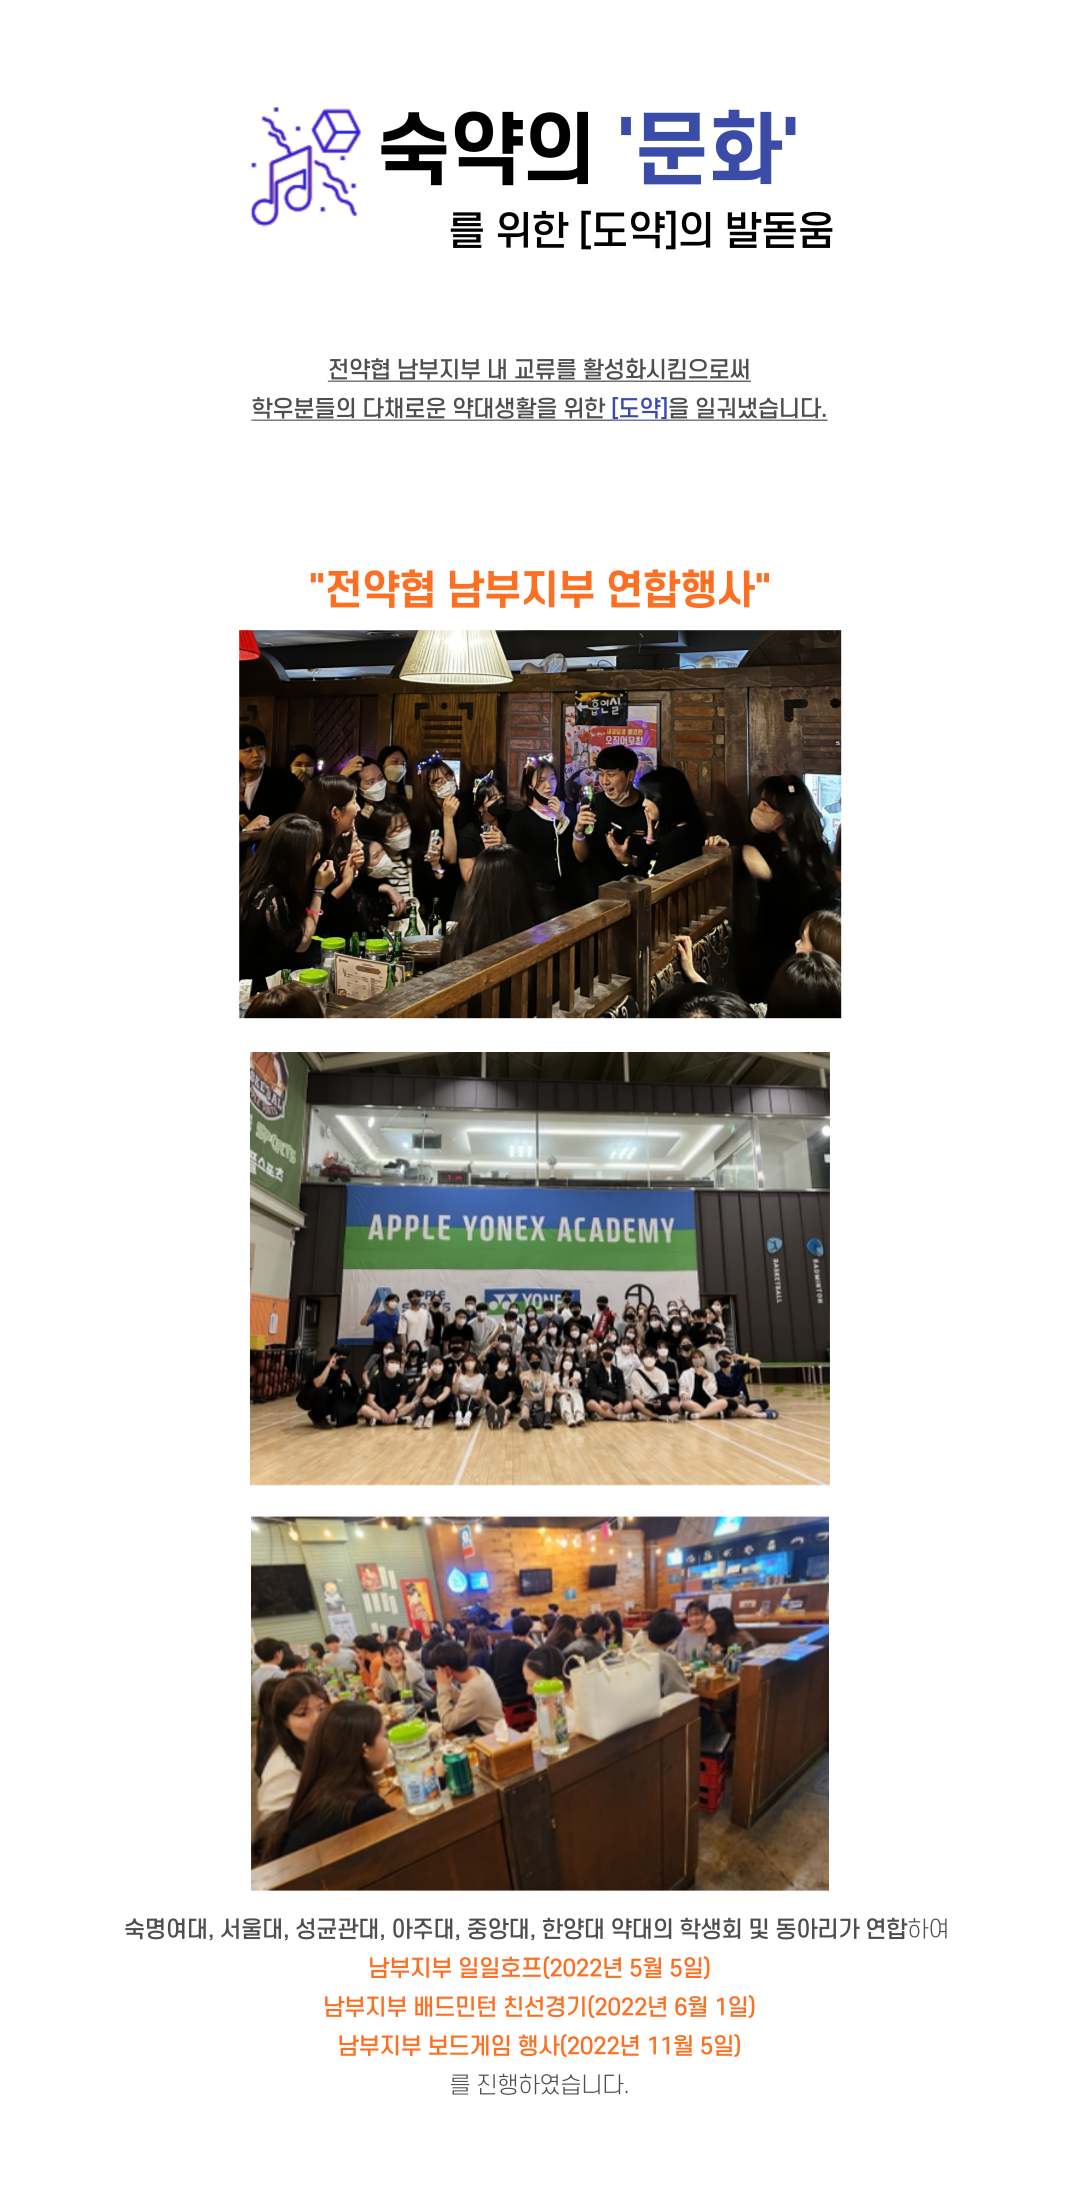 숙약의 '문화'
를 위한 [도약]의 발돋움
전약협 남부지부 내 교류를 활성화시킴으로써
학우분들의 다채로운 약대생활을 위한 [도약]을 일궈냈습니다.
"전약협 남부지부 연합행사"
흡연실
APPLE YONEX ACADEMY
YONEX
BASKETBALL
BADMINTON
숙명여대, 서울대, 성균관대, 아주대, 중앙대, 한양대 약대의 학생회 및 동아리가 연합하여
남부지부 일일호프(2022년 5월 5일)
남부지부 배드민턴 친선경기(2022년 6월 1일)
남부지부 보드게임 행사(2022년 11월 5일)
를 진행하였습니다.